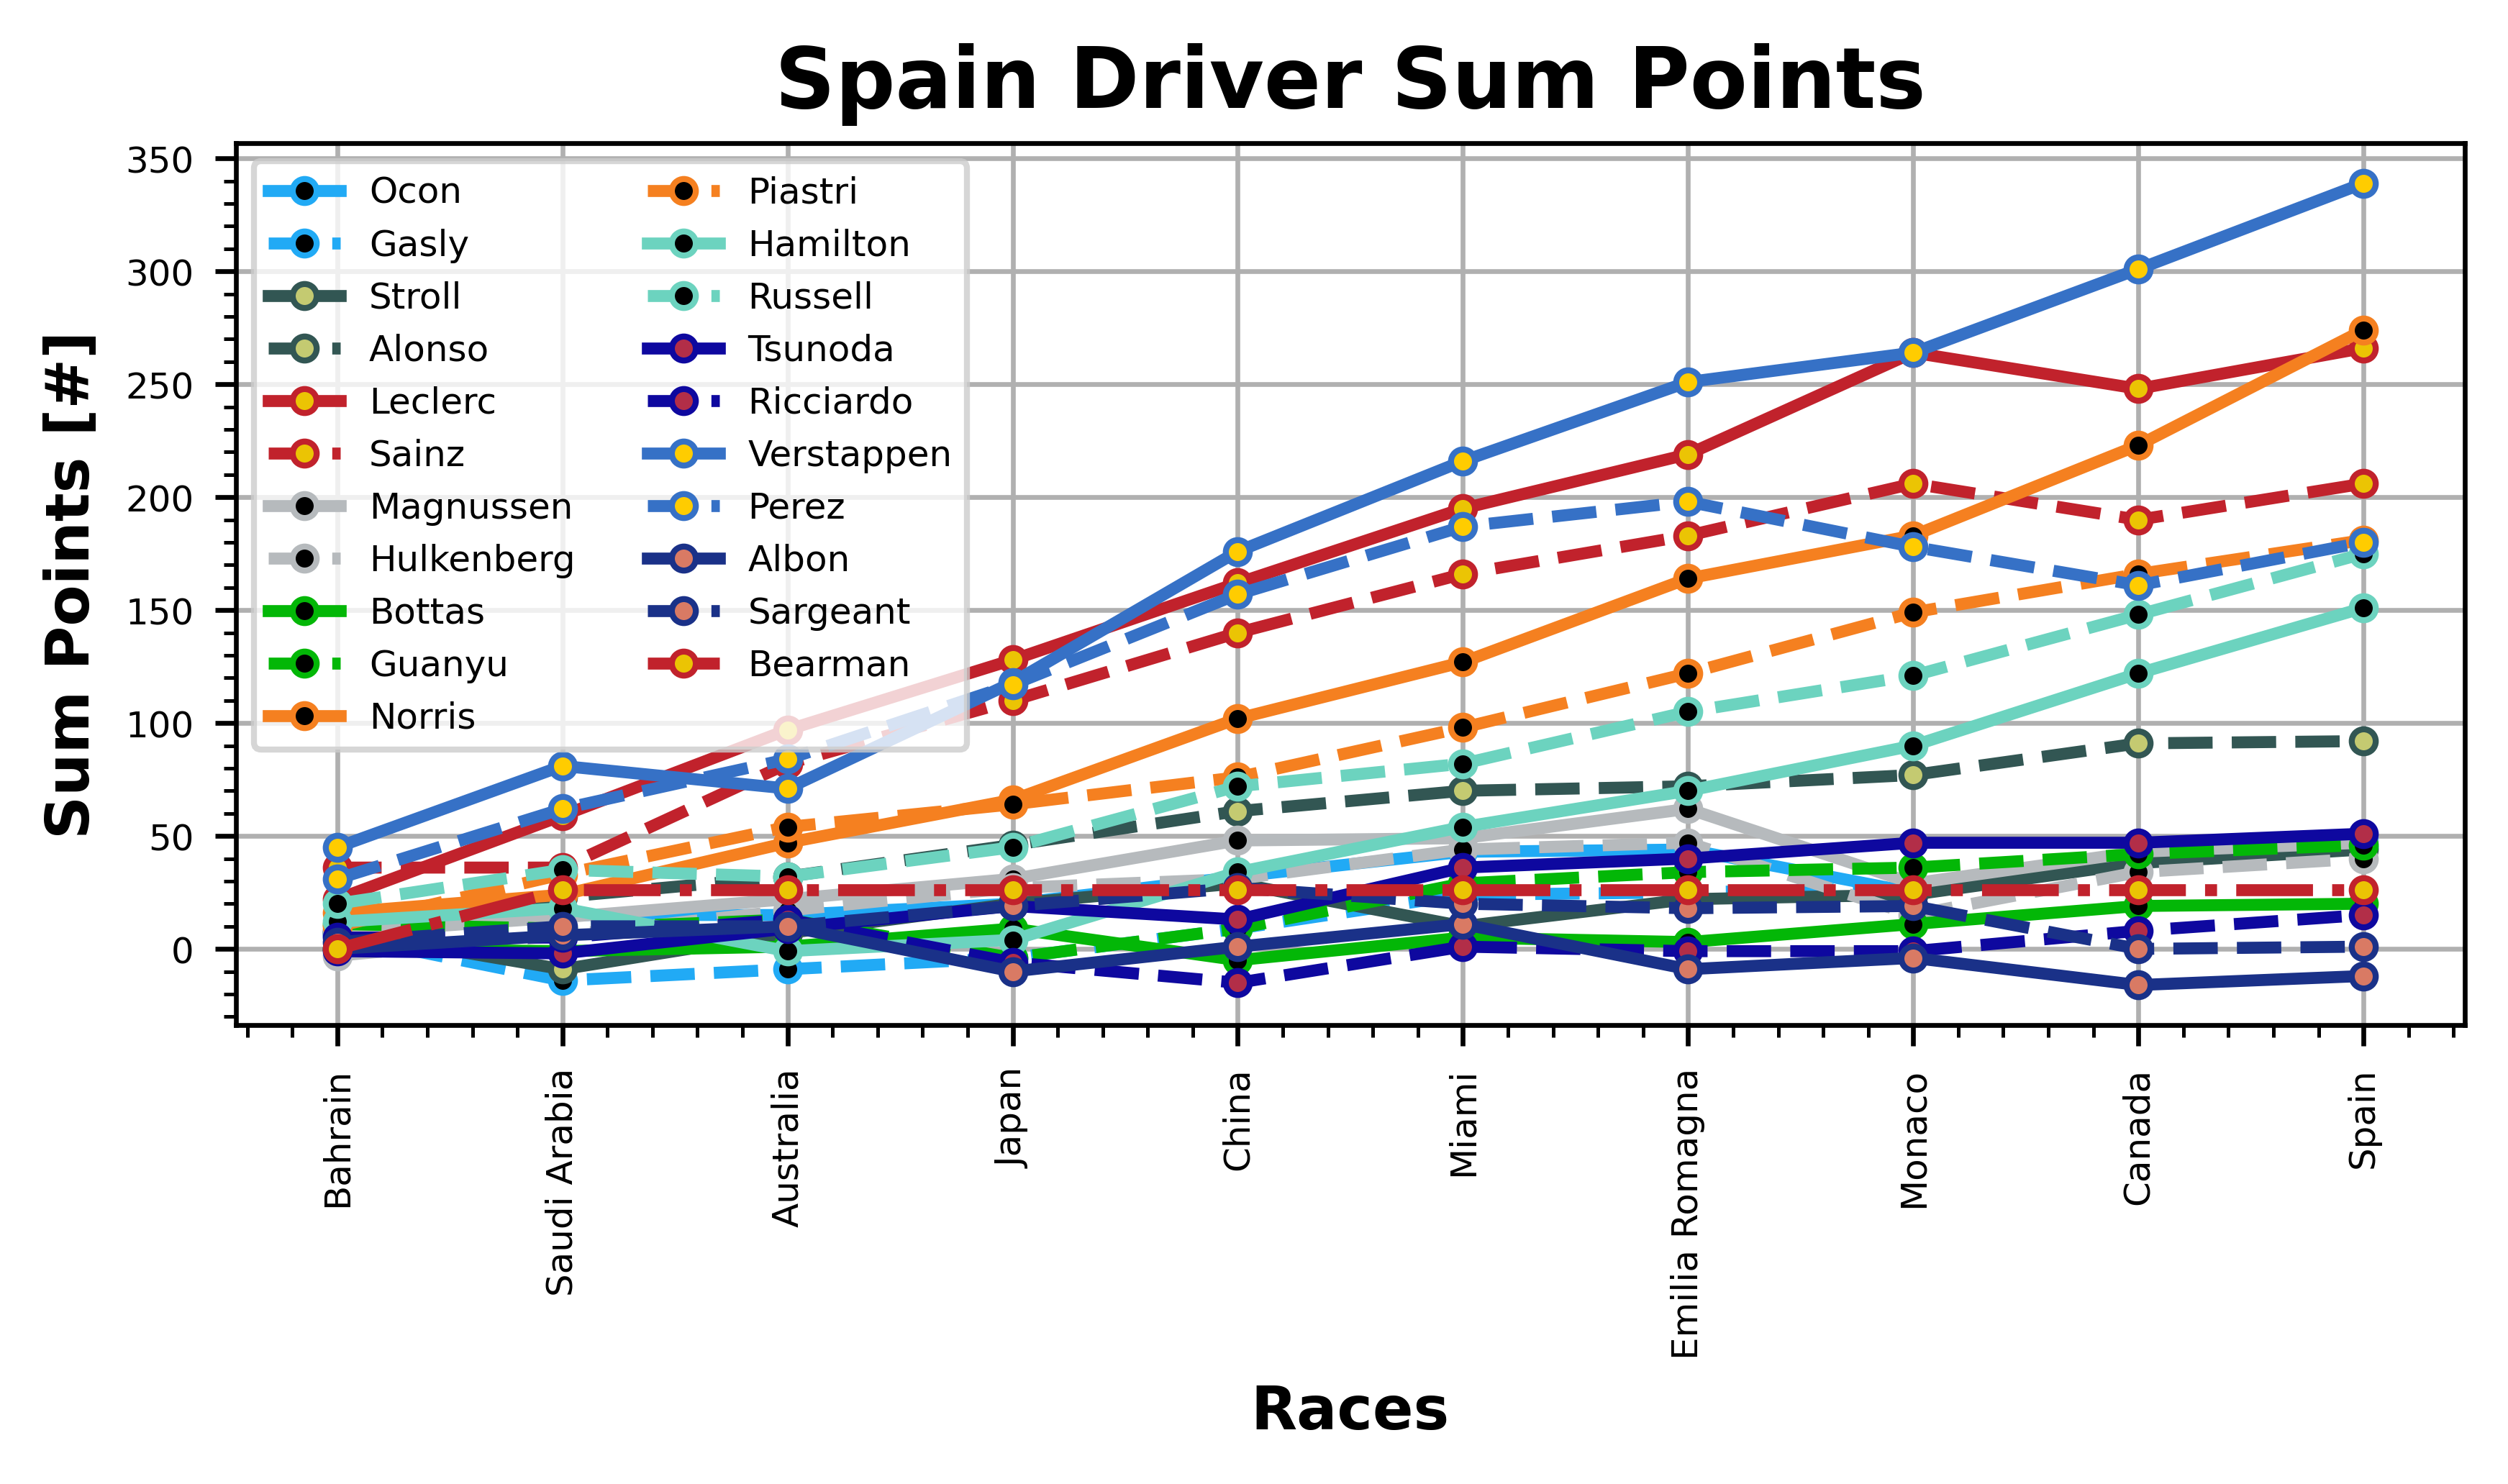 Spain Driver Sum Points
Sum Points [#]
350
300
250
200
150
100
50
0
Ocon
Gasly
Stroll
Alonso
Leclerc
Sainz
Magnussen
Hulkenberg
Bottas
Guanyu
Norris
Piastri
Hamilton
Russell
Tsunoda
Ricciardo
Verstappen
Perez
Albon
Sargeant
Bearman
Bahrain
Saudi Arabia
Australia
Japan
China
Miami
Emilia Romagna
Monaco
Canada
Spain
Races